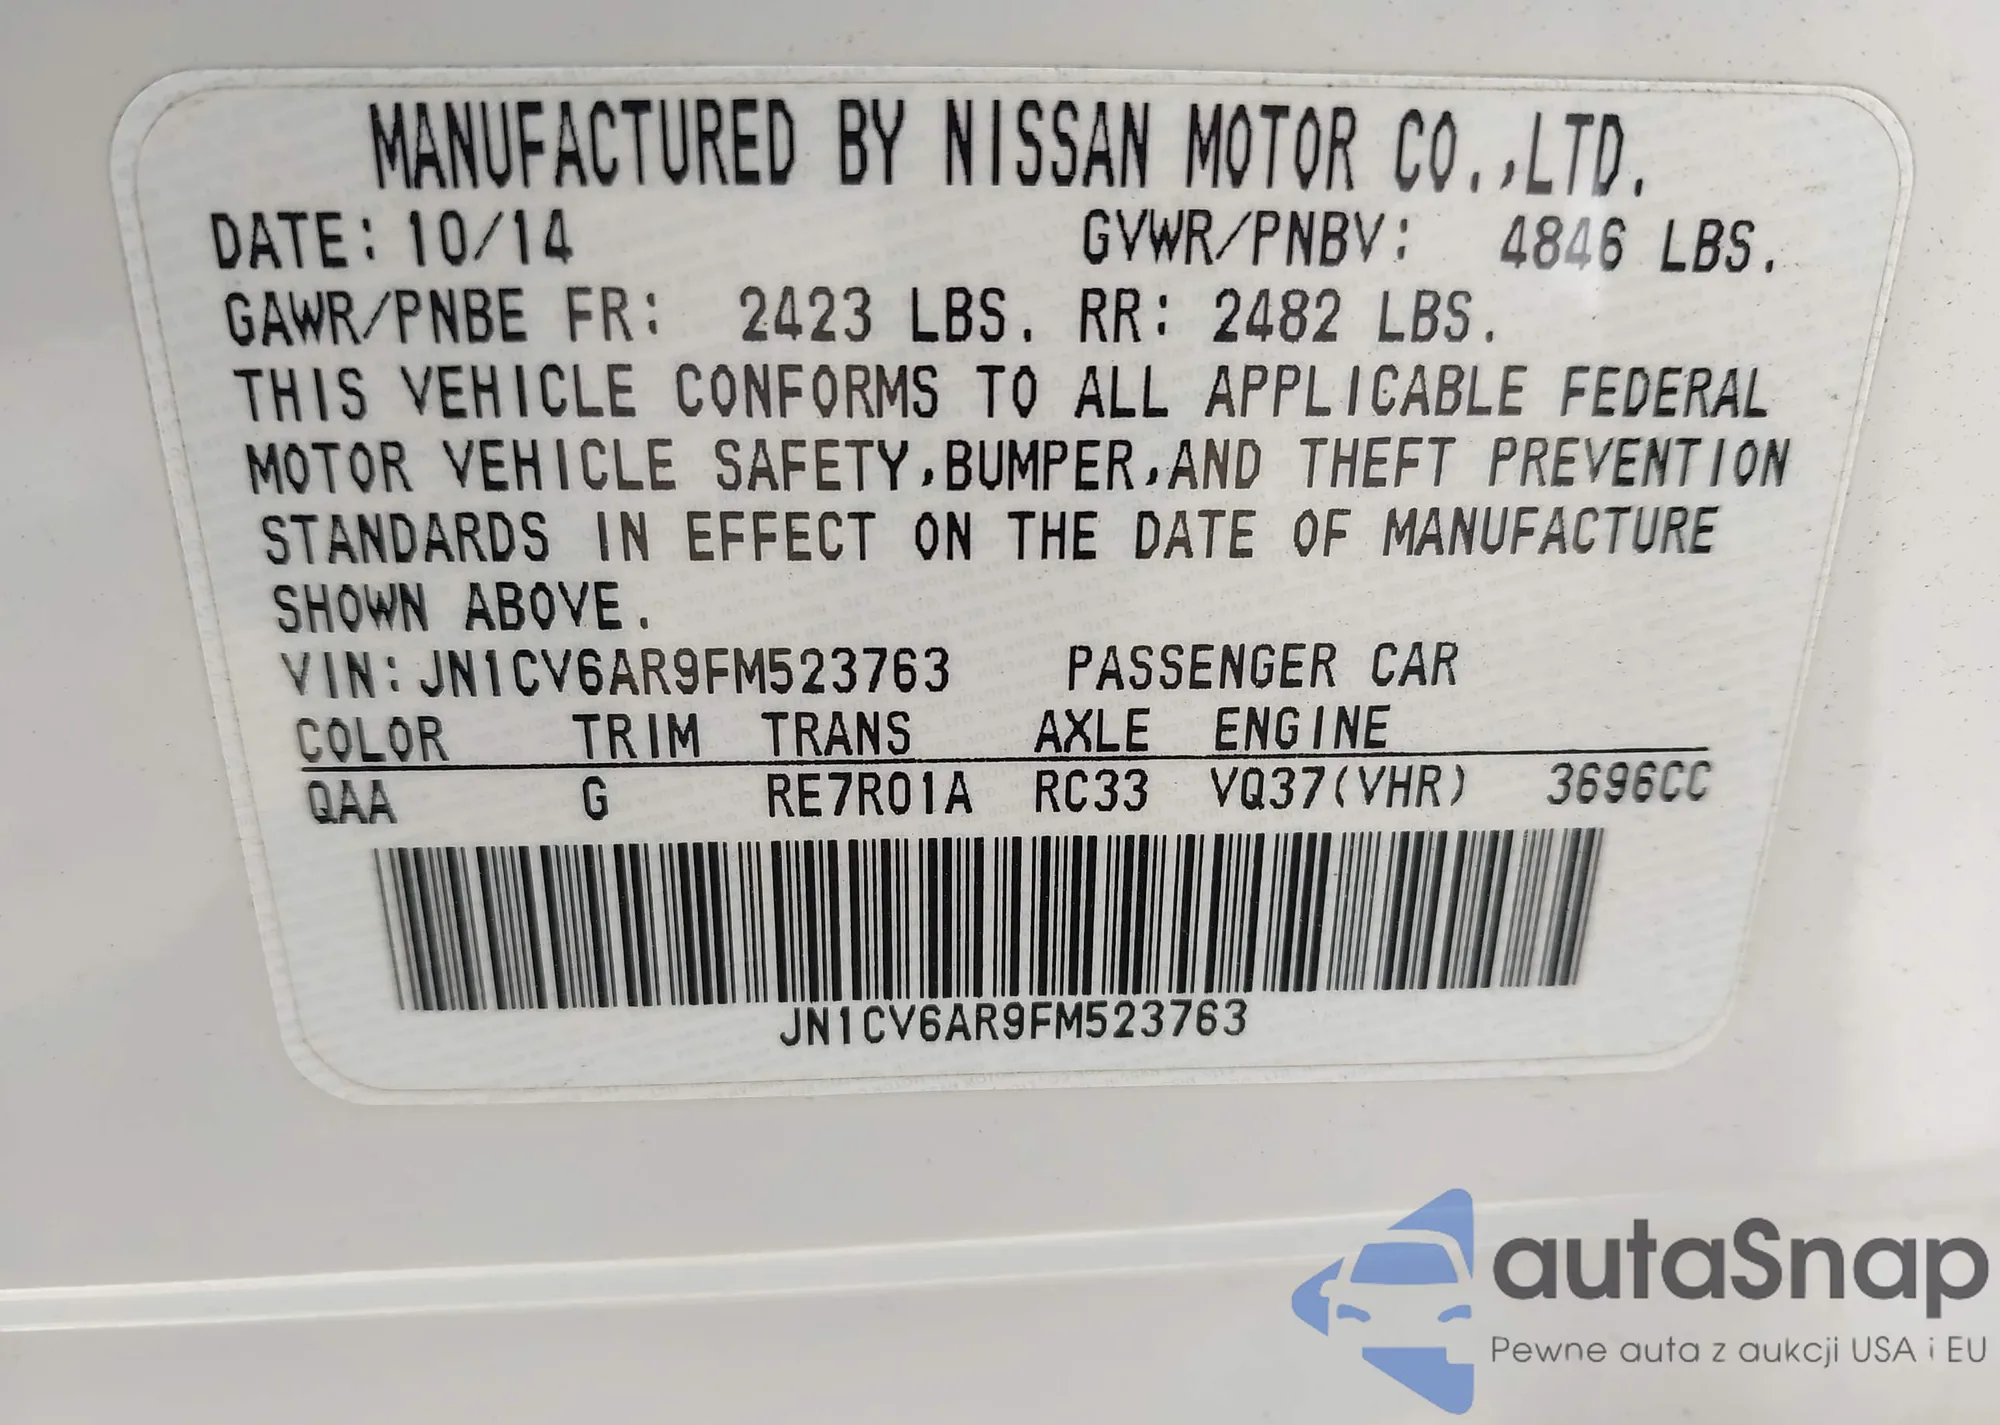 MANUFACTURED BY NISSAN MOTOR CO.,LTD.
DATE: 10/14 GVWR/PNBV: 4846 LBS.
GAWR/PNBE FR: 2423 LBS. RR: 2482 LBS.
THIS VEHICLE CONFORMS TO ALL APPLICABLE FEDERAL
MOTOR VEHICLE SAFETY,BUMPER,AND THEFT PREVENTION
STANDARDS IN EFFECT ON THE DATE OF MANUFACTURE
SHOWN ABOVE.
VIN:JN1CV6AR9FM523763 PASSENGER CAR
COLOR TRIM TRANS AXLE ENGINE
QAA G RE7R01A RC33 VQ37(VHR) 3696CC
JN1CV6AR9FM523763
autaSnap
Pewne auta z aukcji USA i EU